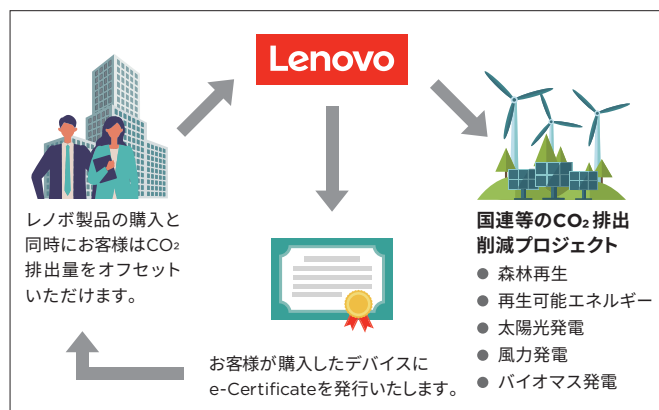 Lenovo
レノボ製品の購入と
同時にお客様はCO₂
排出量をオフセット
いただけます。
お客様が購入したデバイスに
e-Certificateを発行いたします。
国連等のCO₂排出
削減プロジェクト
● 森林再生
● 再生可能エネルギー
● 太陽光発電
● 風力発電
● バイオマス発電